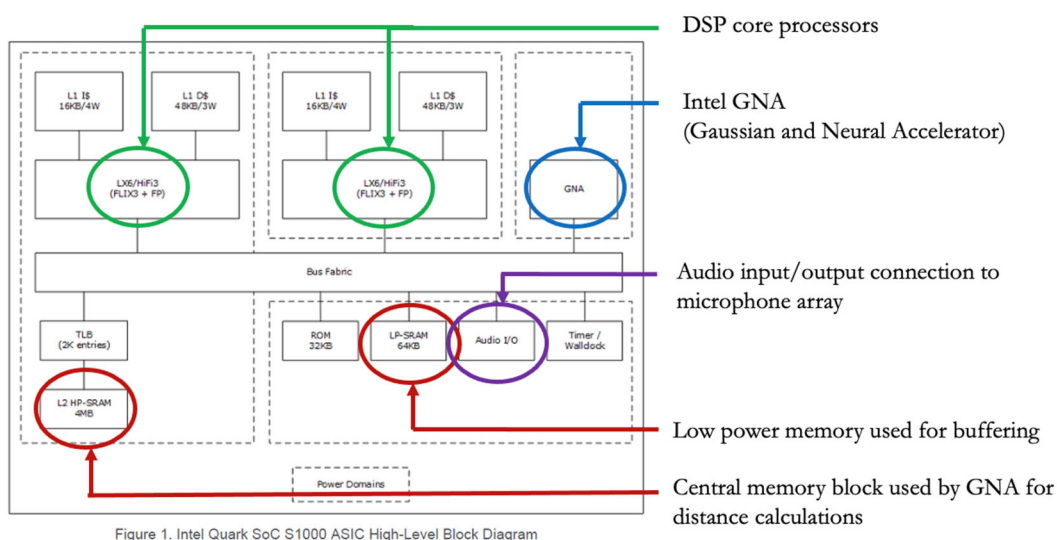 DSP core processors
L1 I$
16KB/4W
L1 D$
48KB/3W
L1 I$
16KB/4W
L1 D$
48KB/3W
Intel GNA
(Gaussian and Neural Accelerator)
LX6/HiFi3
(FLIX3 + FP)
LX6/HiFi3
(FLIX3 + FP)
GNA
Bus Fabric
Audio input/output connection to
microphone array
TLB
(2K entries)
ROM
32KB
LP-SRAM
64KB
Audio I/O
Timer /
Wallclock
L2 HP-SRAM
4MB
Low power memory used for buffering
Power Domains
Central memory block used by GNA for
distance calculations
Figure 1. Intel Quark SoC S1000 ASIC High-Level Block Diagram